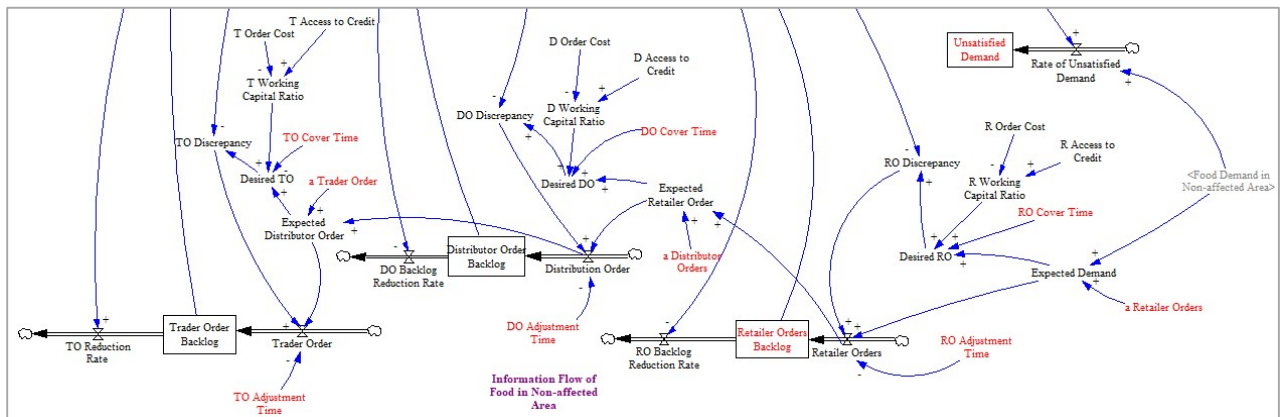 T Access to Credit
T Order Cost
T Working
Capital Ratio
TO Discrepancy
TO Cover Time
Desired TO
a Trader Order
Expected
Distributor Order
D Order Cost
D Access to
Credit
DO Discrepancy
D Working
Capital Ratio
DO Cover Time
Desired DO
Expected
Retailer Order
Distributor Order
Backlog
DO Backlog
Reduction Rate
Distribution Order
a Distributor
Orders
DO Adjustment
Time
Unsatisfied
Demand
Rate of Unsatisfied
Demand
R Order Cost
R Access to
Credit
RO Discrepancy
R Working
Capital Ratio
<Food Demand in
Non-affected Area>
RO Cover Time
Desired RO
Expected Demand
a Retailer Orders
Trader Order
Backlog
TO Reduction
Rate
Trader Order
TO Adjustment
Time
Retailer Orders
Backlog
RO Backlog
Reduction Rate
Retailer Orders
RO Adjustment
Time
Information Flow of
Food in Non-affected
Area